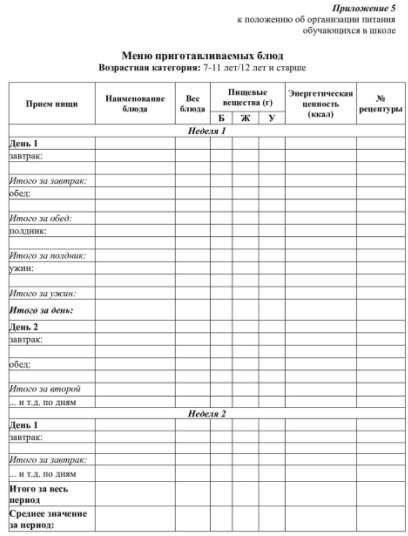 Приложение 5
к положению об организации питания
обучающихся в школе
Меню приготавливаемых блюд
Возрастная категория: 7-11 лет/12 лет и старше
Прием пищи
Наименование блюда
Вес блюда
Пищевые вещества (г)
Б Ж У
Энергетическая ценность (ккал)
№ рецептуры
Неделя 1
День 1
завтрак:
Итого за завтрак:
обед:
Итого за обед:
полдник:
Итого за полдник:
ужин:
Итого за ужин:
Итого за день:
День 2
завтрак:
обед:
Итого за второй
... и т.д. по дням
Неделя 2
День 1
завтрак:
Итого за завтрак:
... и т.д. по дням
Итого за весь
период
Среднее значение
за период: